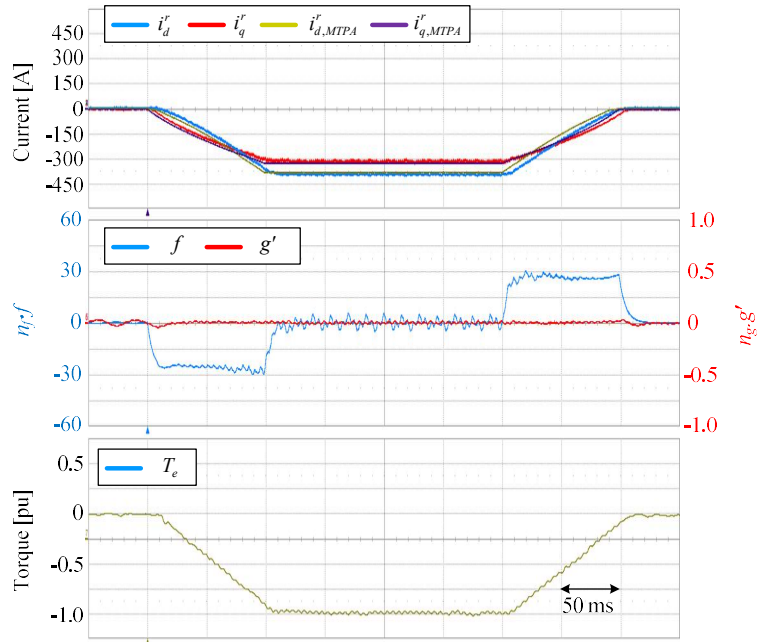 i_d^r i_q^r i_{d,MTPA}^r i_{q,MTPA}^r
Current [A]
450
300
150
0
-150
-300
-450
f g′
n_f·f
60
30
0
-30
-60
1.0
0.5
0
-0.5
-1.0
n_g·g′
T_e
Torque [pu]
0.5
0
-0.5
-1.0
50 ms